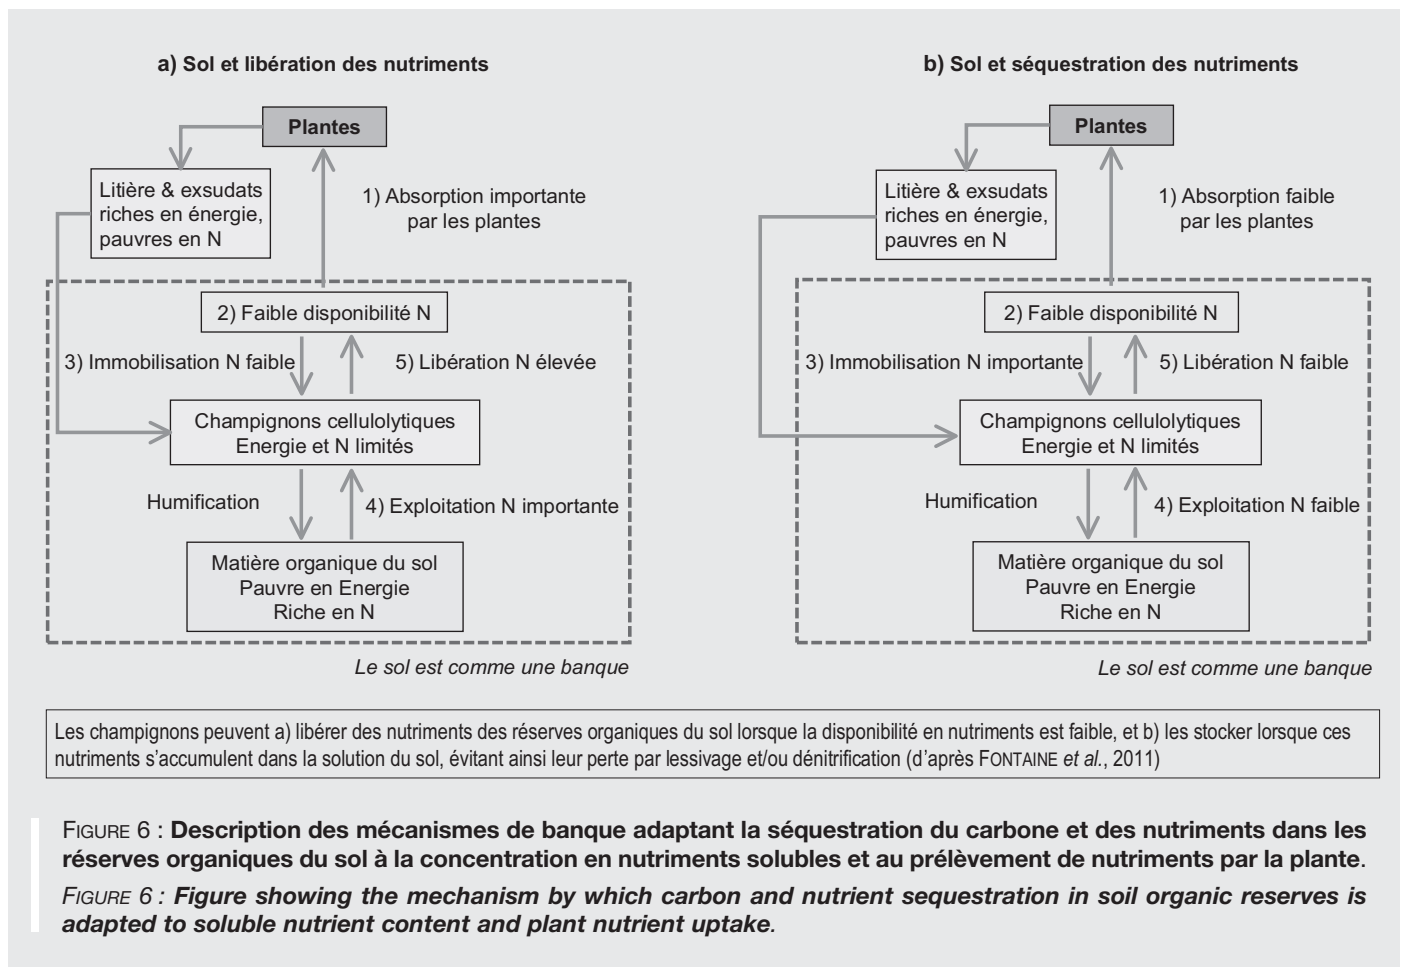 a) Sol et libération des nutriments
Plantes
Litière & exsudats
riches en énergie,
pauvres en N
1) Absorption importante
par les plantes
2) Faible disponibilité N
3) Immobilisation N faible
5) Libération N élevée
Champignons cellulolytiques
Energie et N limités
Humification
4) Exploitation N importante
Matière organique du sol
Pauvre en Energie
Riche en N
Le sol est comme une banque
b) Sol et séquestration des nutriments
Plantes
Litière & exsudats
riches en énergie,
pauvres en N
1) Absorption faible
par les plantes
2) Faible disponibilité N
3) Immobilisation N importante
5) Libération N faible
Champignons cellulolytiques
Energie et N limités
Humification
4) Exploitation N faible
Matière organique du sol
Pauvre en Energie
Riche en N
Le sol est comme une banque
Les champignons peuvent a) libérer des nutriments des réserves organiques du sol lorsque la disponibilité en nutriments est faible, et b) les stocker lorsque ces
nutriments s'accumulent dans la solution du sol, évitant ainsi leur perte par lessivage et/ou dénitrification (d'après FONTAINE et al., 2011)
FIGURE 6 : Description des mécanismes de banque adaptant la séquestration du carbone et des nutriments dans les
réserves organiques du sol à la concentration en nutriments solubles et au prélèvement de nutriments par la plante.
FIGURE 6 : Figure showing the mechanism by which carbon and nutrient sequestration in soil organic reserves is
adapted to soluble nutrient content and plant nutrient uptake.